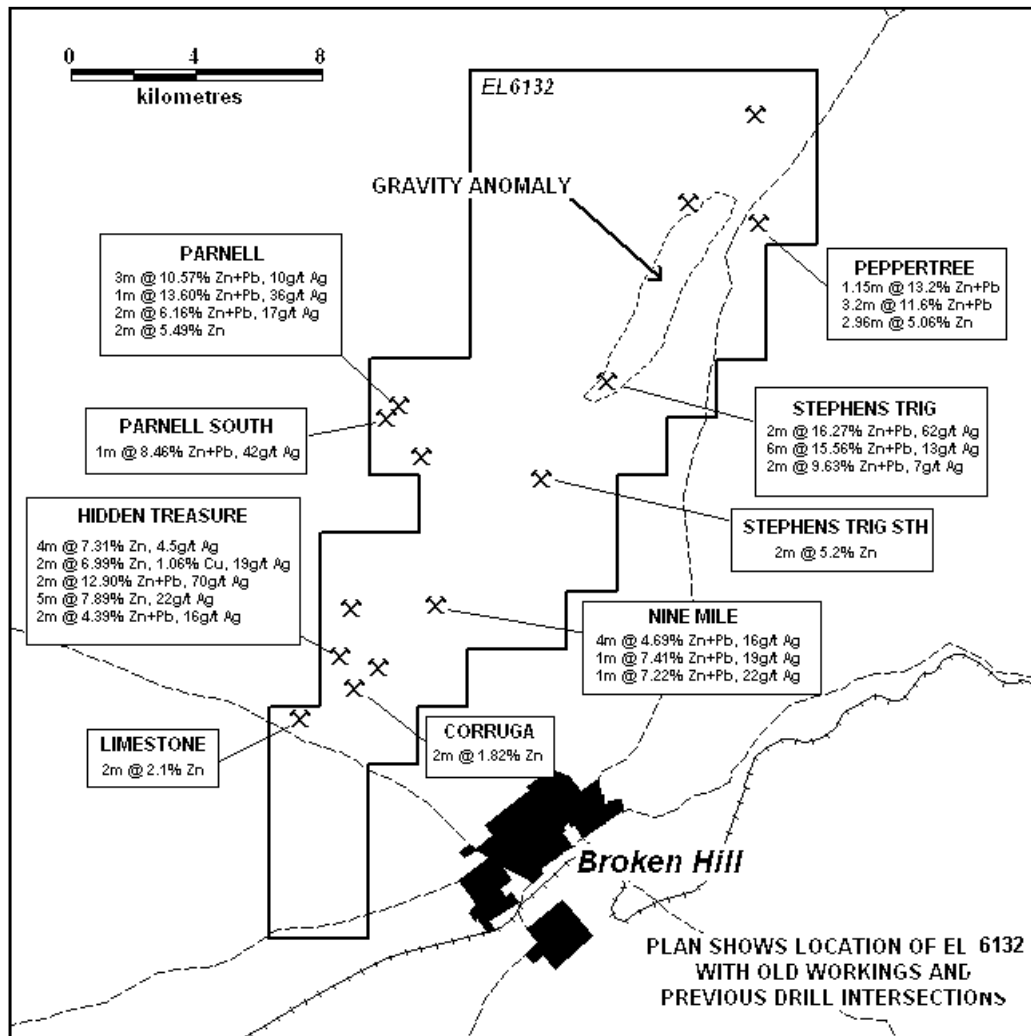 0 4 8
kilometres
EL6132
GRAVITY ANOMALY
PARNELL
3m @ 10.57% Zn+Pb, 10g/t Ag
1m @ 13.60% Zn+Pb, 36g/t Ag
2m @ 6.16% Zn+Pb, 17g/t Ag
2m @ 5.49% Zn
PEPPERTREE
1.15m @ 13.2% Zn+Pb
3.2m @ 11.6% Zn+Pb
2.96m @ 5.06% Zn
PARNELL SOUTH
1m @ 8.46% Zn+Pb, 42g/t Ag
STEPHENS TRIG
2m @ 16.27% Zn+Pb, 62g/t Ag
6m @ 15.56% Zn+Pb, 13g/t Ag
2m @ 9.63% Zn+Pb, 7g/t Ag
HIDDEN TREASURE
4m @ 7.31% Zn, 4.5g/t Ag
2m @ 6.99% Zn, 1.06% Cu, 19g/t Ag
2m @ 12.90% Zn+Pb, 70g/t Ag
5m @ 7.89% Zn, 22g/t Ag
2m @ 4.39% Zn+Pb, 16g/t Ag
STEPHENS TRIG STH
2m @ 5.2% Zn
NINE MILE
4m @ 4.69% Zn+Pb, 16g/t Ag
1m @ 7.41% Zn+Pb, 19g/t Ag
1m @ 7.22% Zn+Pb, 22g/t Ag
LIMESTONE
2m @ 2.1% Zn
CORRUGA
2m @ 1.82% Zn
Broken Hill
PLAN SHOWS LOCATION OF EL 6132
WITH OLD WORKINGS AND
PREVIOUS DRILL INTERSECTIONS